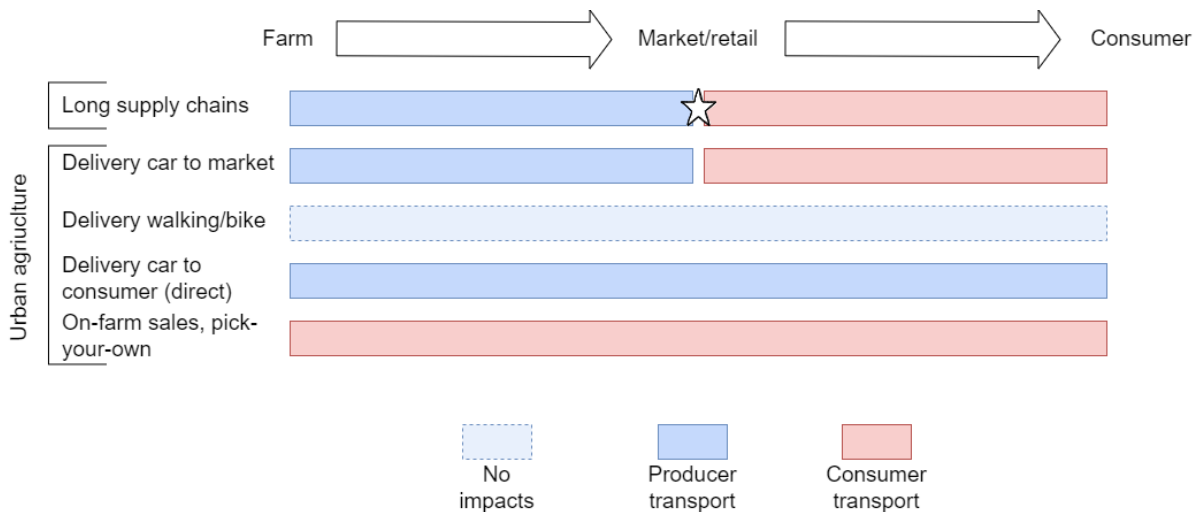 Farm
Market/retail
Consumer
Long supply chains
Urban agriuclture
Delivery car to market
Delivery walking/bike
Delivery car to
consumer (direct)
On-farm sales, pick-
your-own
No
impacts
Producer
transport
Consumer
transport